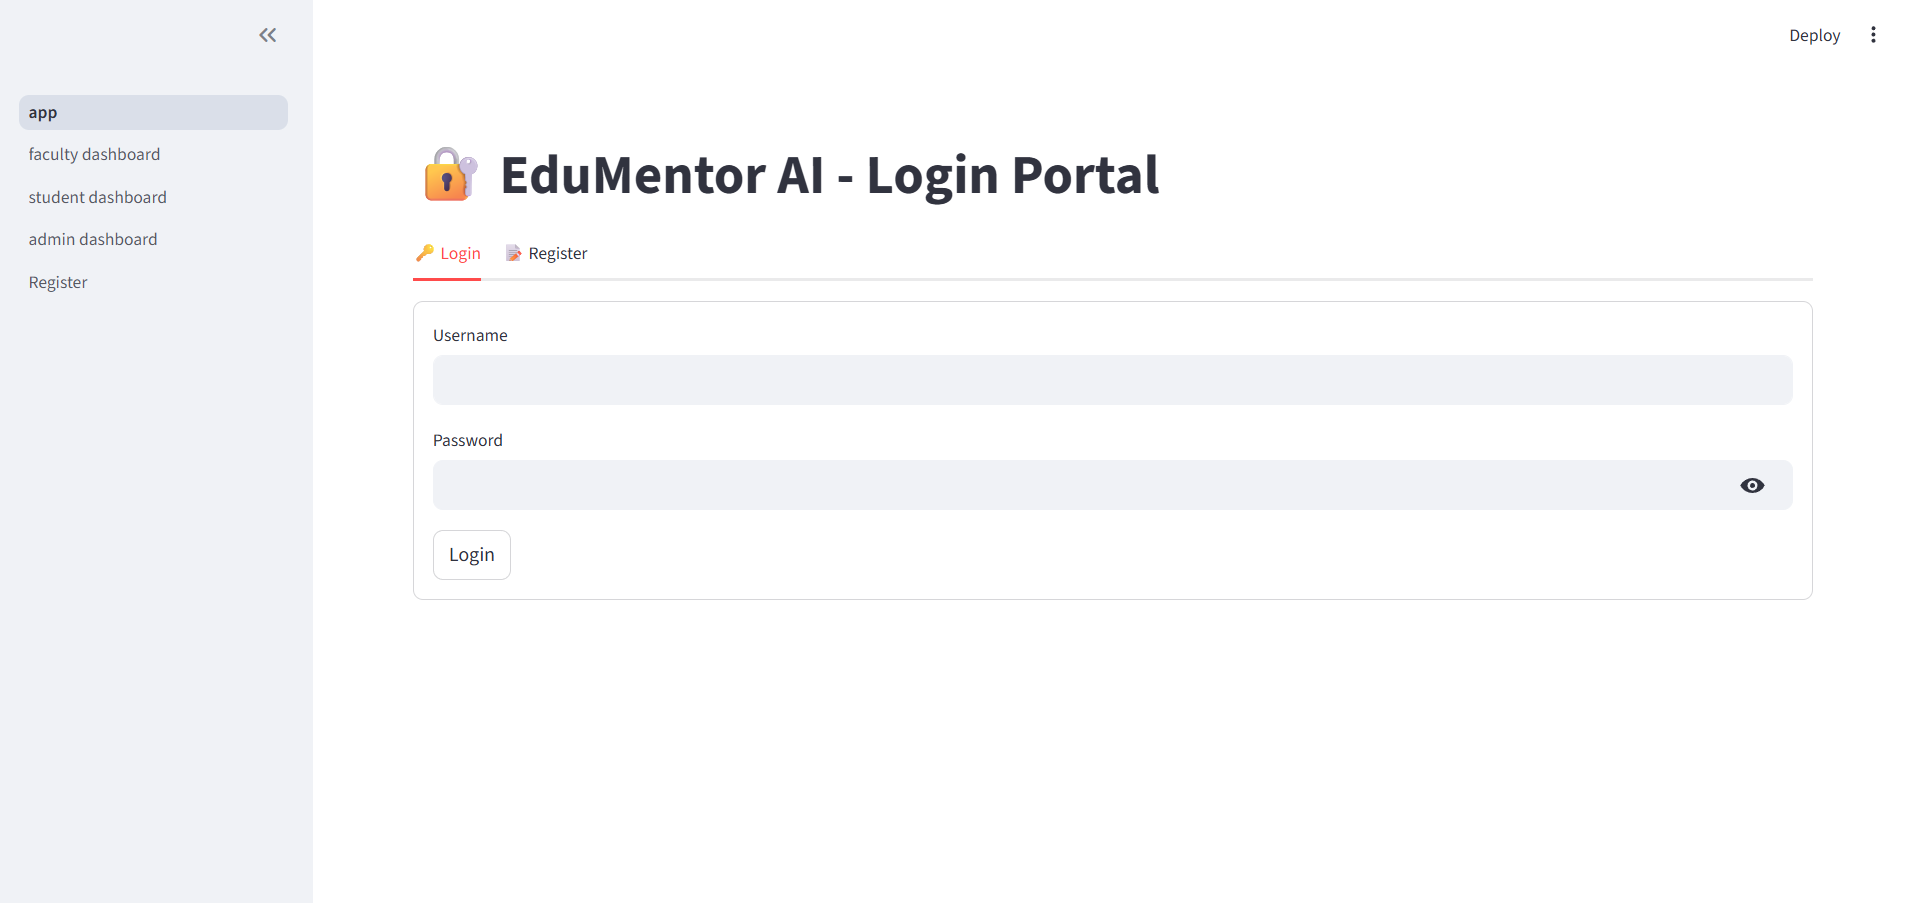 Deploy
app
faculty dashboard
student dashboard
admin dashboard
Register
EduMentor AI - Login Portal
Login Register
Username
Password
Login